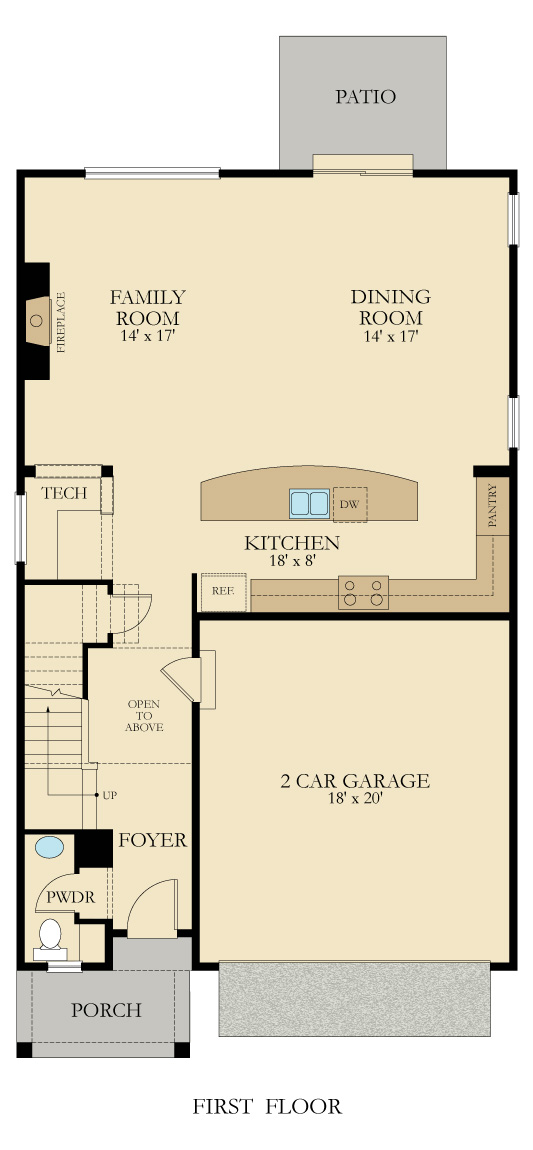 PATIO
FAMILY
ROOM
14' x 17'
DINING
ROOM
14' x 17'
FIREPLACE
TECH
DW
PANTRY
KITCHEN
18' x 8'
REF.
OPEN
TO
ABOVE
2 CAR GARAGE
18' x 20'
UP
FOYER
PWDR
PORCH
FIRST FLOOR